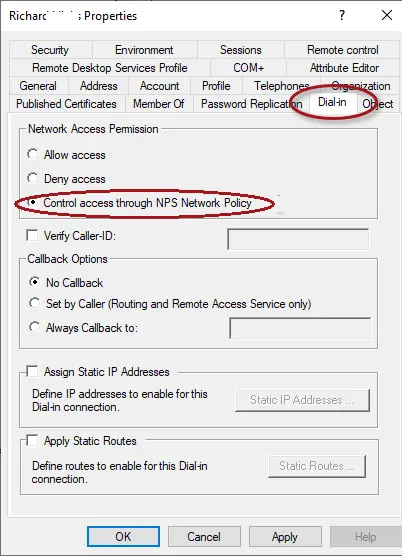 Richard Properties
? ×
Security Environment Sessions Remote control
Remote Desktop Services Profile COM+ Attribute Editor
General Address Account Profile Telephones Organization
Published Certificates Member Of Password Replication Dial-in Object
Network Access Permission
Allow access
Deny access
Control access through NPS Network Policy
Verify Caller-ID:
Callback Options
No Callback
Set by Caller (Routing and Remote Access Service only)
Always Callback to:
Assign Static IP Addresses
Define IP addresses to enable for this
Dial-in connection.
Static IP Addresses ...
Apply Static Routes
Define routes to enable for this Dial-in
connection.
Static Routes ...
OK Cancel Apply Help